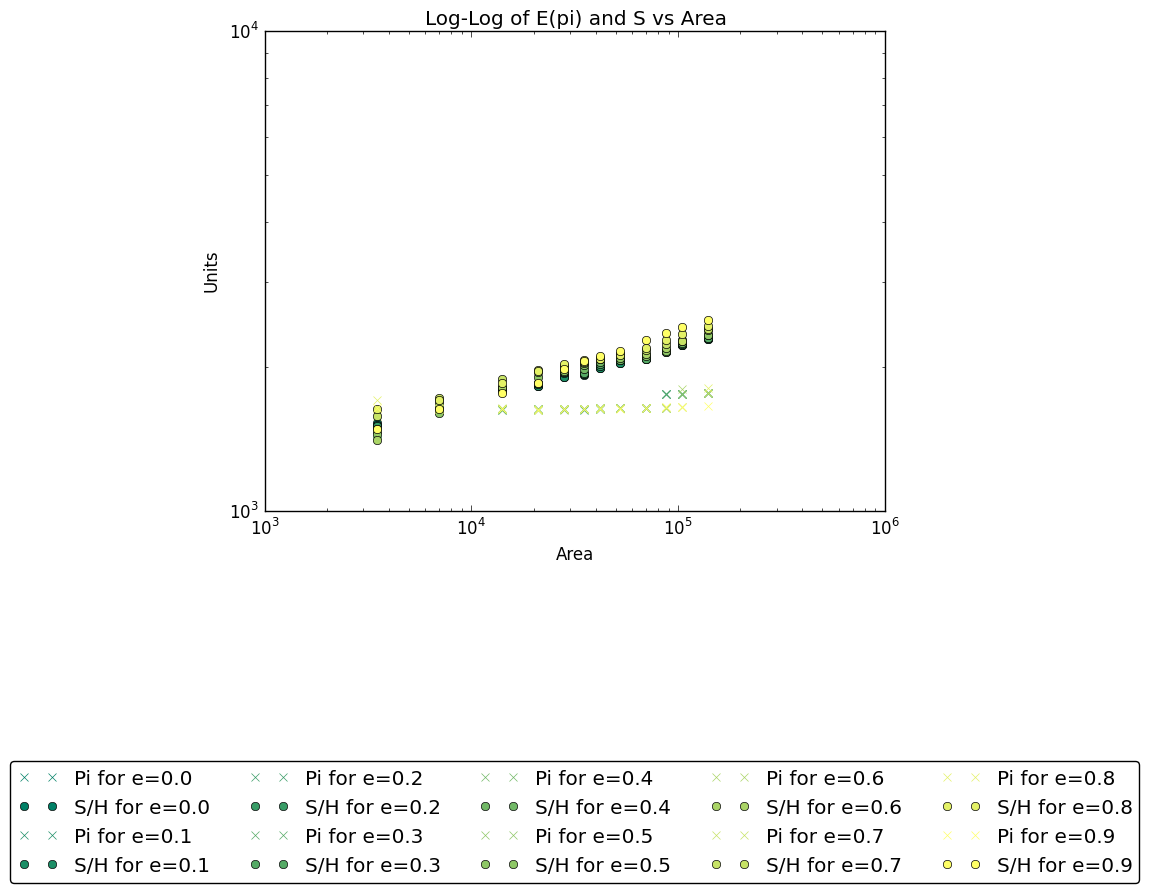 Log-Log of E(pi) and S vs Area
10^4
Units
10^3
10^3 10^4 10^5 10^6
Area
Pi for e=0.0 Pi for e=0.2 Pi for e=0.4 Pi for e=0.6 Pi for e=0.8
S/H for e=0.0 S/H for e=0.2 S/H for e=0.4 S/H for e=0.6 S/H for e=0.8
Pi for e=0.1 Pi for e=0.3 Pi for e=0.5 Pi for e=0.7 Pi for e=0.9
S/H for e=0.1 S/H for e=0.3 S/H for e=0.5 S/H for e=0.7 S/H for e=0.9